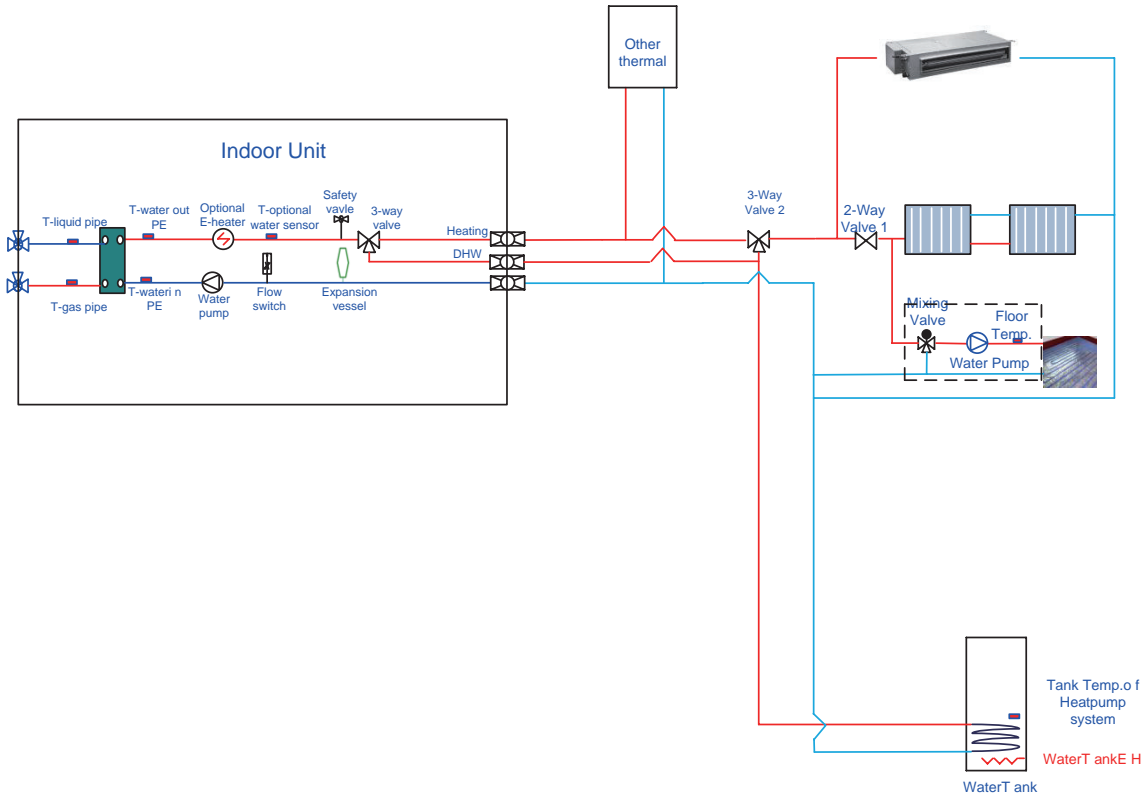 Other
thermal
Indoor Unit
T-liquid pipe
T-water out
PE
Optional
E-heater
T-optional
water sensor
Safety
vavle
3-way
valve
Heating
DHW
T-gas pipe
T-wateri n
PE
Water
pump
Flow
switch
Expansion
vessel
3-Way
Valve 2
2-Way
Valve 1
Mixing
Valve
Floor
Temp.
Water Pump
Tank Temp.o f
Heatpump
system
WaterT ankE H
WaterT ank